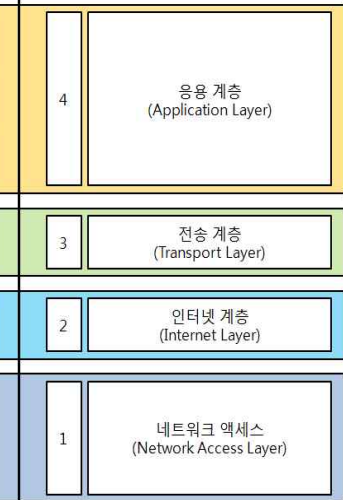 4
응용 계층
(Application Layer)
3
전송 계층
(Transport Layer)
2
인터넷 계층
(Internet Layer)
1
네트워크 액세스
(Network Access Layer)